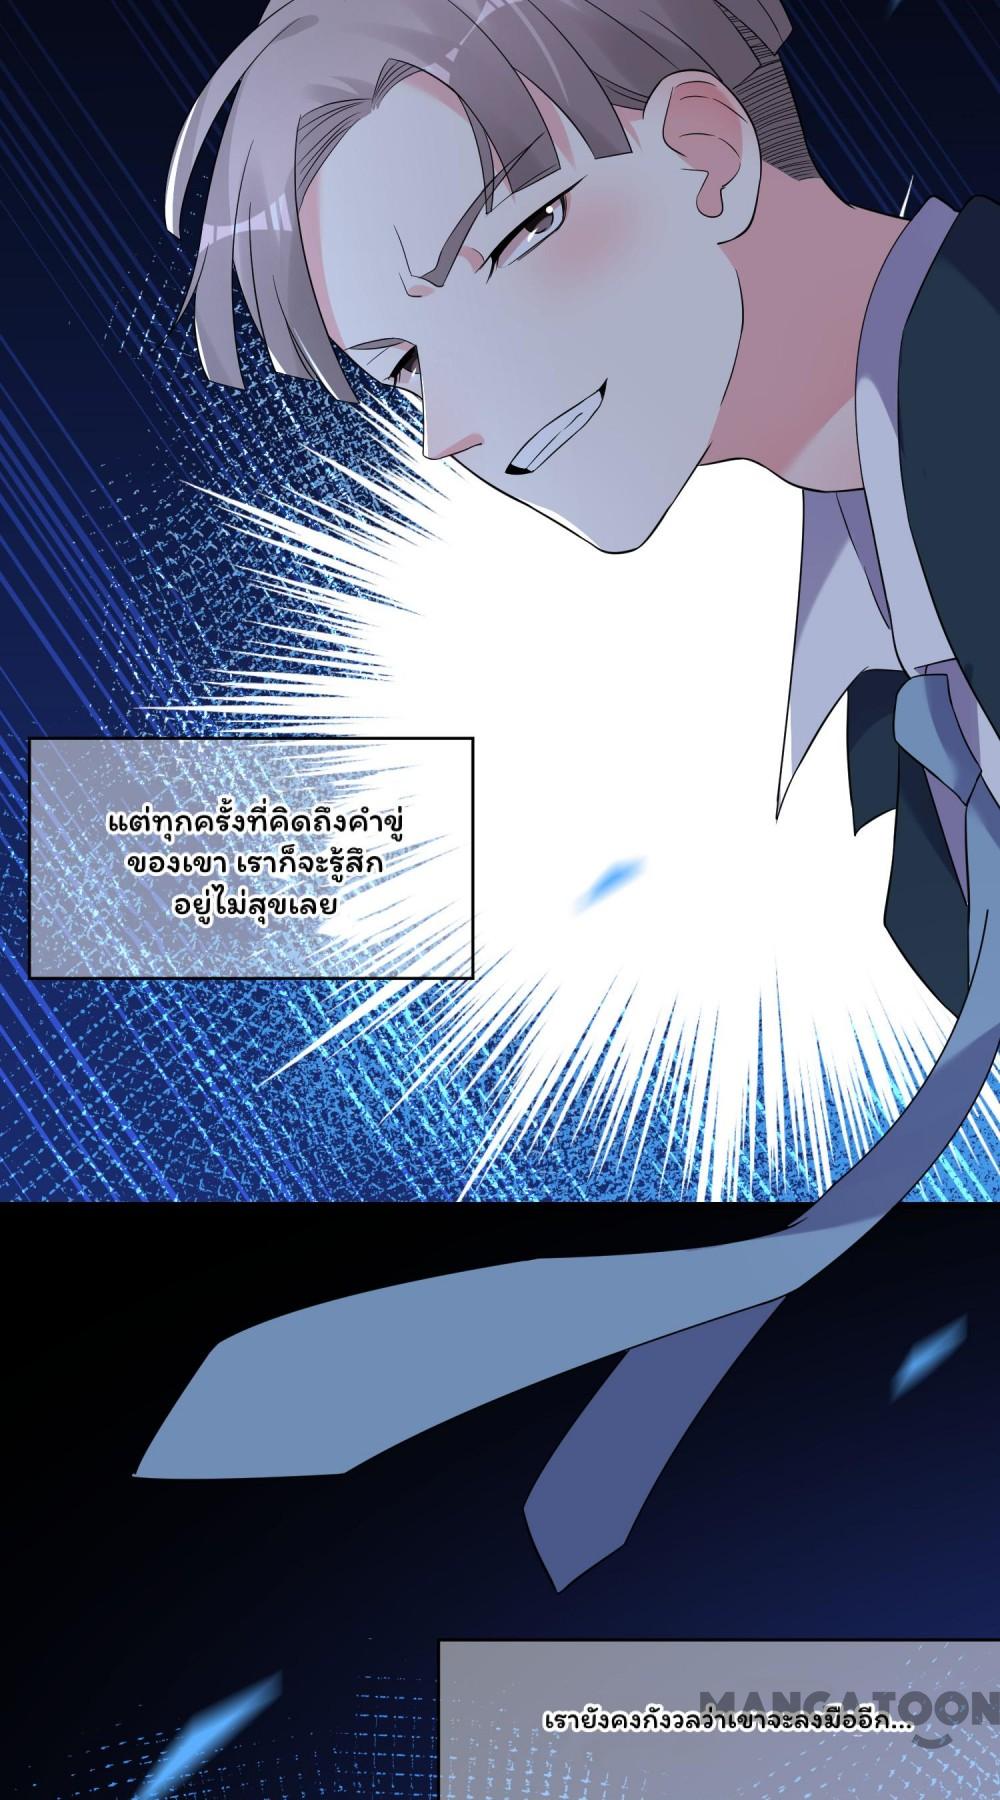 แต่ทุกครั้งที่คิดถึงคำขู่
ของเขา เราก็จะรู้สึก
อยู่ไม่สุขเลย
MANGATOON
เรายังคงกังวลว่าเขาจะลงมืออีก...